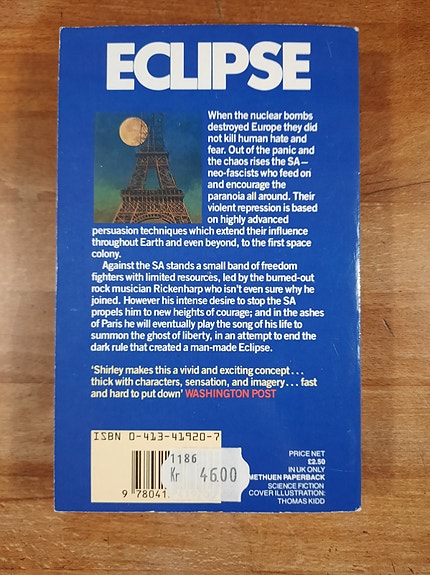 ECLIPSE
When the nuclear bombs
destroyed Europe they did
not kill human hate and
fear. Out of the panic and
the chaos rises the SA –
neo-fascists who feed on
and encourage the
paranoia all around. Their
violent repression is based
on highly advanced
persuasion techniques which extend their influence
throughout Earth and even beyond, to the first space
colony.
Against the SA stands a small band of freedom
fighters with limited resources, led by the burned-out
rock musician Rickenharp who isn't even sure why he
joined. However his intense desire to stop the SA
propels him to new heights of courage; and in the ashes
of Paris he will eventually play the song of his life to
summon the ghost of liberty, in an attempt to end the
dark rule that created a man-made Eclipse.
'Shirley makes this a vivid and exciting concept . . .
thick with characters, sensation, and imagery . . . fast
and hard to put down' WASHINGTON POST
ISBN 0-413-41920-7
1186
Kr 46.00
9 78041
PRICE NET
£2.50
IN UK ONLY
METHUEN PAPERBACK
SCIENCE FICTION
COVER ILLUSTRATION:
THOMAS KIDD